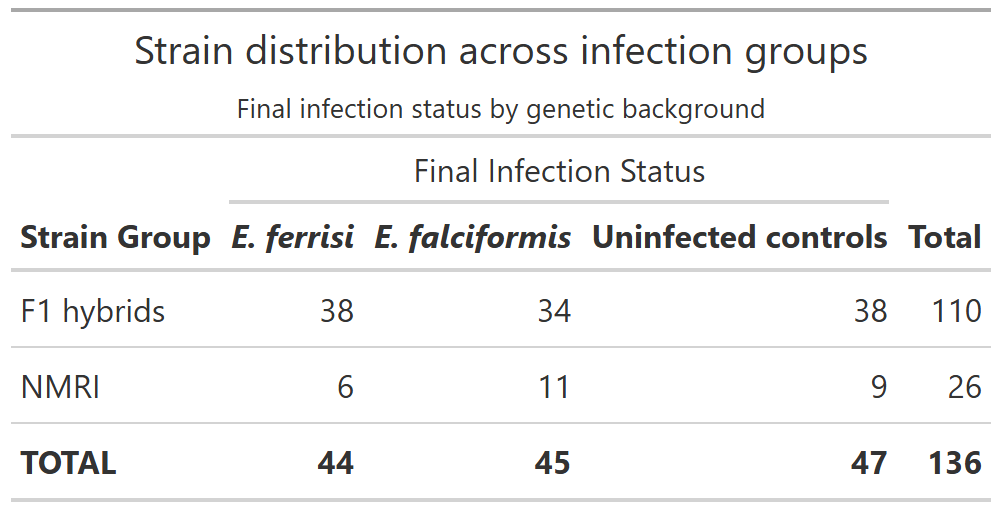 Strain distribution across infection groups
Final infection status by genetic background
Final Infection Status
Strain Group E. ferrisi E. falciformis Uninfected controls Total
F1 hybrids 38 34 38 110
NMRI 6 11 9 26
TOTAL 44 45 47 136